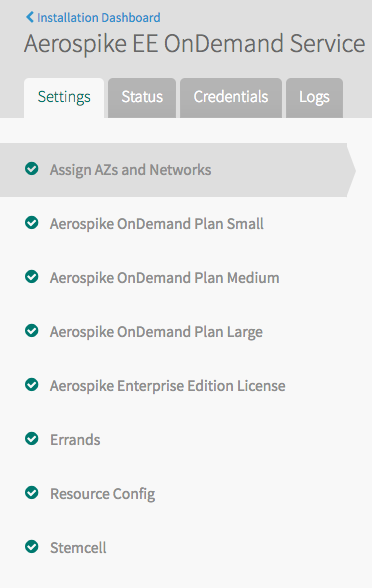 Installation Dashboard
Aerospike EE OnDemand Service
Settings Status Credentials Logs
Assign AZs and Networks
Aerospike OnDemand Plan Small
Aerospike OnDemand Plan Medium
Aerospike OnDemand Plan Large
Aerospike Enterprise Edition License
Errands
Resource Config
Stemcell